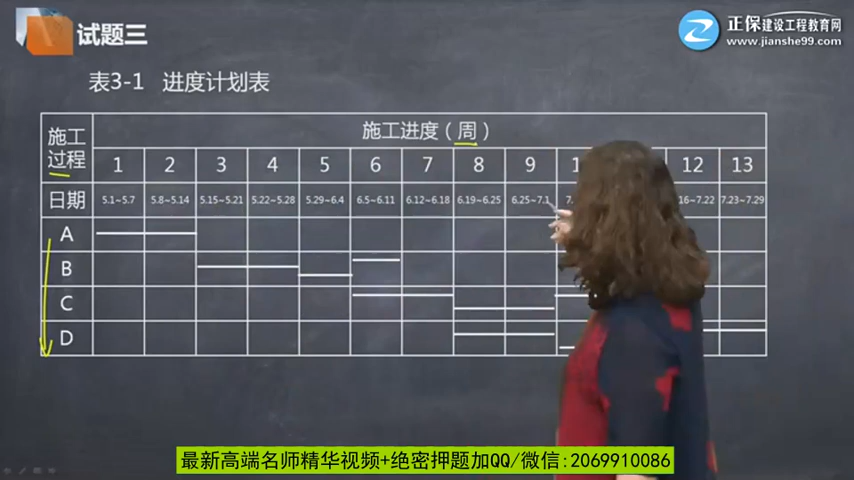 试题三
正保建设工程教育网
www.jianshe99.com
表3-1 进度计划表
施工过程 施工进度（周）
1 2 3 4 5 6 7 8 9 12 13
日期 5.1~5.7 5.8~5.14 5.15~5.21 5.22~5.28 5.29~6.4 6.5~6.11 6.12~6.18 6.19~6.25 6.25~7.1 16~7.22 7.23~7.29
A
B
C
D
最新高端名师精华视频+绝密押题加QQ/微信:2069910086